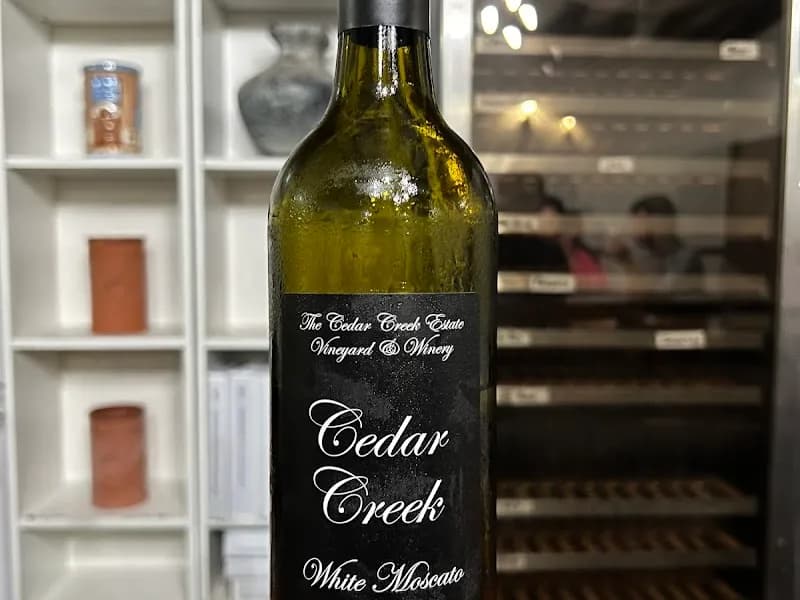 The Cedar Creek Estate
Vineyard & Winery
Cedar
Creek
White Moscato